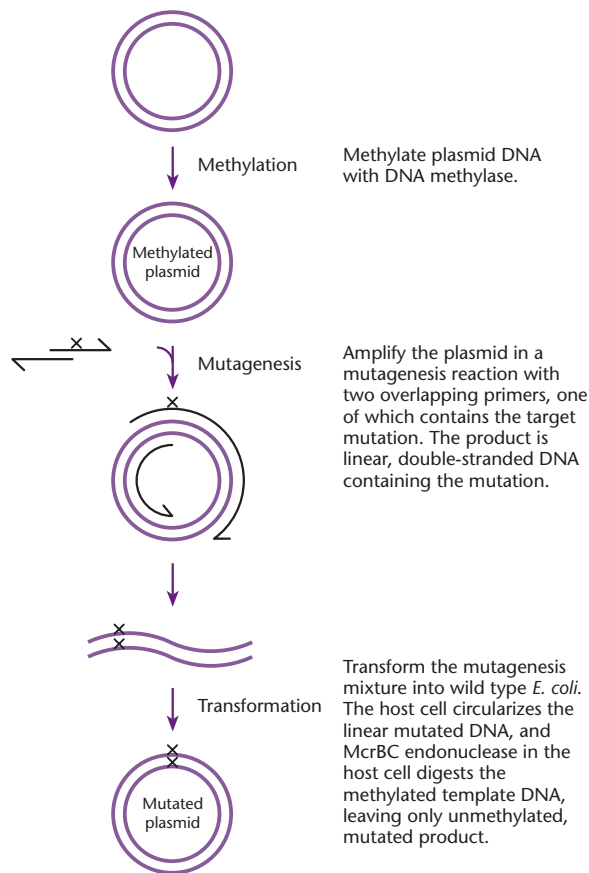 Methylation
Methylate plasmid DNA
with DNA methylase.
Methylated
plasmid
Mutagenesis
Amplify the plasmid in a
mutagenesis reaction with
two overlapping primers, one
of which contains the target
mutation. The product is
linear, double-stranded DNA
containing the mutation.
Transformation
Transform the mutagenesis
mixture into wild type E. coli.
The host cell circularizes the
linear mutated DNA, and
McrBC endonuclease in the
host cell digests the
methylated template DNA,
leaving only unmethylated,
mutated product.
Mutated
plasmid